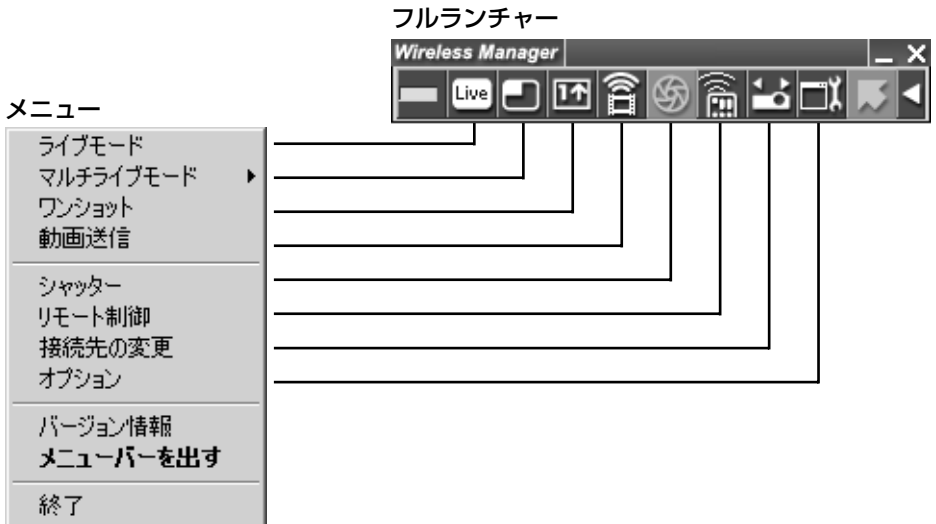 フルランチャー
Wireless Manager
Live
1
メニュー
ライブモード
マルチライブモード
ワンショット
動画送信
シャッター
リモート制御
接続先の変更
オプション
バージョン情報
メニューバーを出す
終了